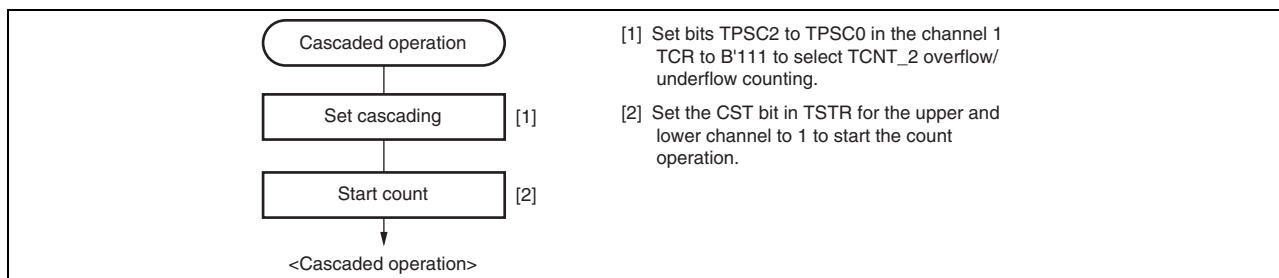 Cascaded operation
Set cascading
[1]
Start count
[2]
<Cascaded operation>
[1] Set bits TPSC2 to TPSC0 in the channel 1
TCR to B'111 to select TCNT_2 overflow/
underflow counting.
[2] Set the CST bit in TSTR for the upper and
lower channel to 1 to start the count
operation.